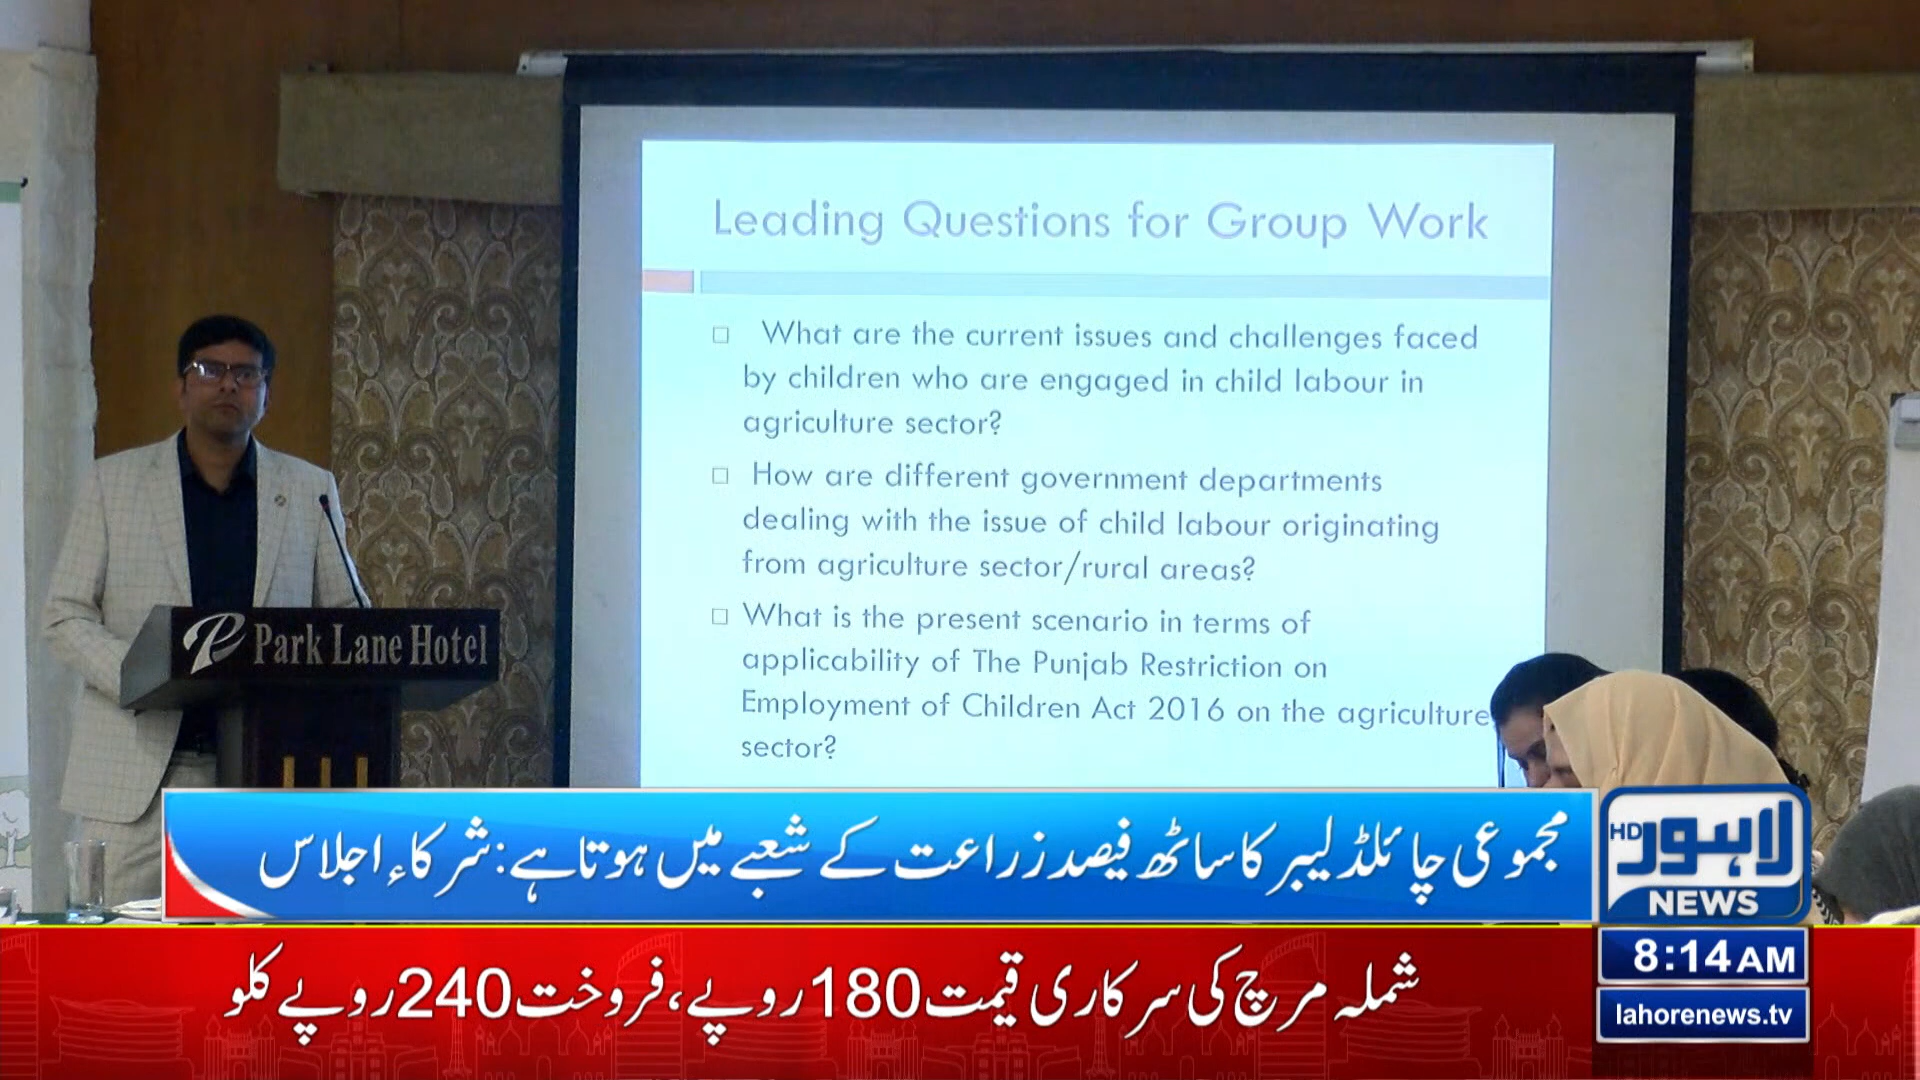 Leading Questions for Group Work
□ What are the current issues and challenges faced
by children who are engaged in child labour in
agriculture sector?
□ How are different government departments
dealing with the issue of child labour originating
from agriculture sector/rural areas?
□ What is the present scenario in terms of
applicability of The Punjab Restriction on
Employment of Children Act 2016 on the agriculture
sector?
Park Lane Hotel
مجموعی چائلڈ لیبر کا ساٹھ فیصد زراعت کے شعبے میں ہوتا ہے: شرکاء اجلاس
HD لاہور
NEWS
8:14 AM
شملہ مرچ کی سرکاری قیمت 180 روپے، فروخت 240 روپے کلو
lahorenews.tv